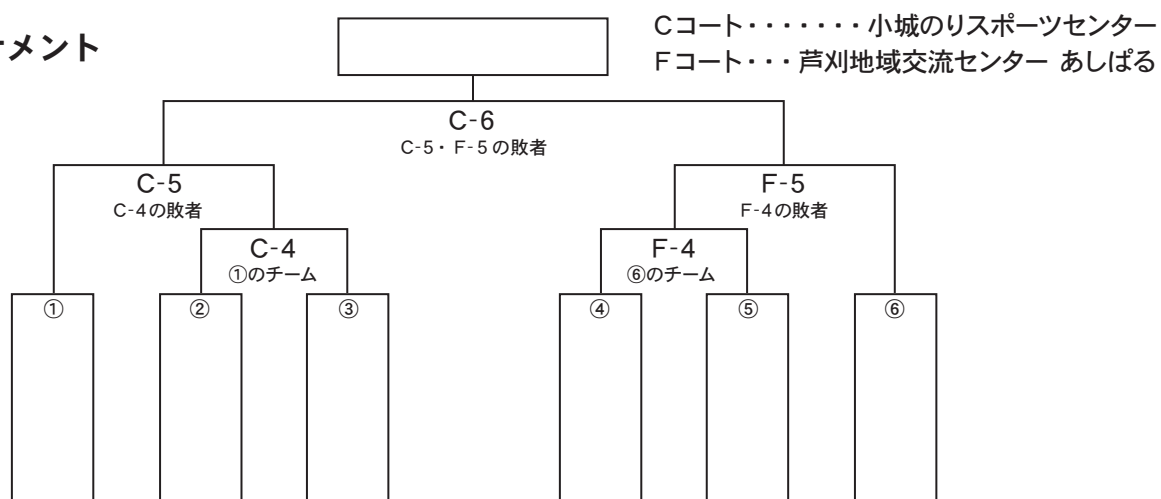 ナメント
Cコート・・・・・・・小城のりスポーツセンター
Fコート・・・芦刈地域交流センター あしぱる
C-6
C-5・F-5の敗者
C-5
C-4の敗者
F-5
F-4の敗者
C-4
①のチーム
F-4
⑥のチーム
① ② ③ ④ ⑤ ⑥